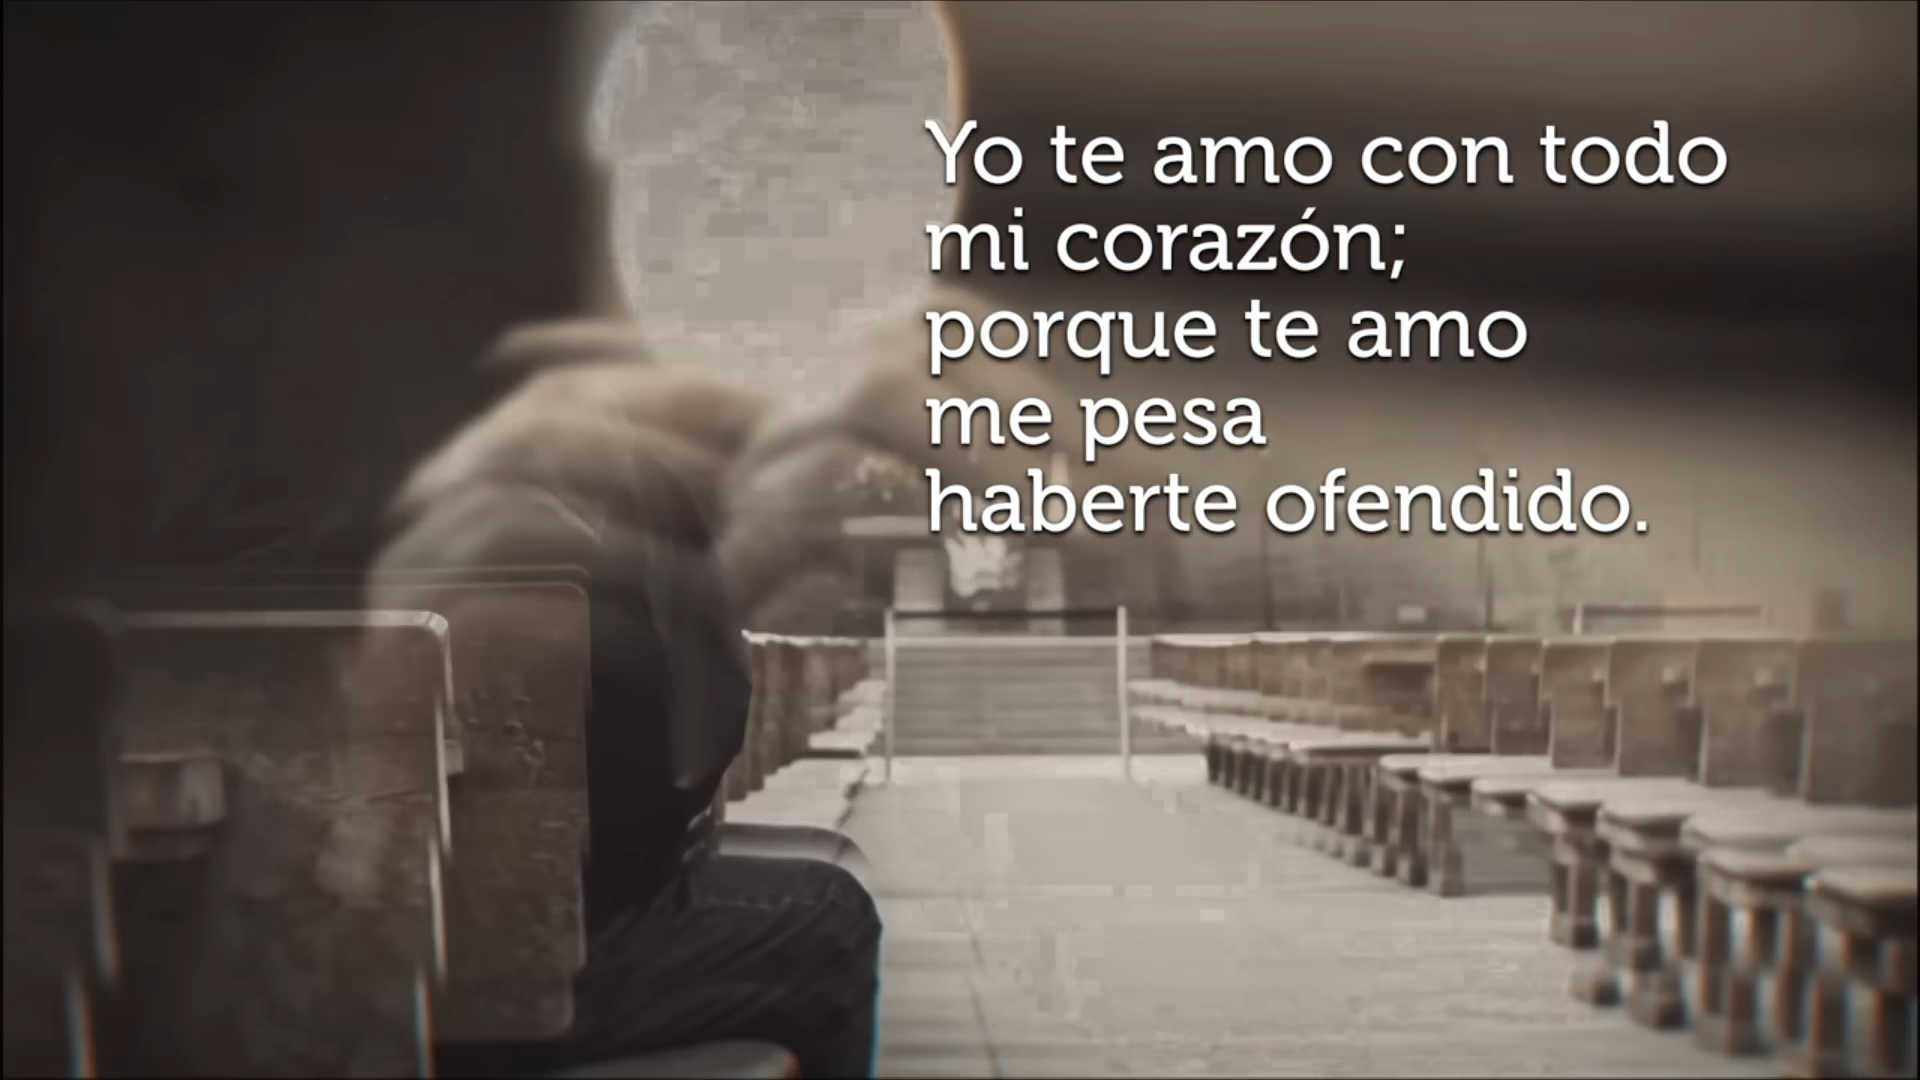 Yo te amo con todo
mi corazón;
porque te amo
me pesa
haberte ofendido.